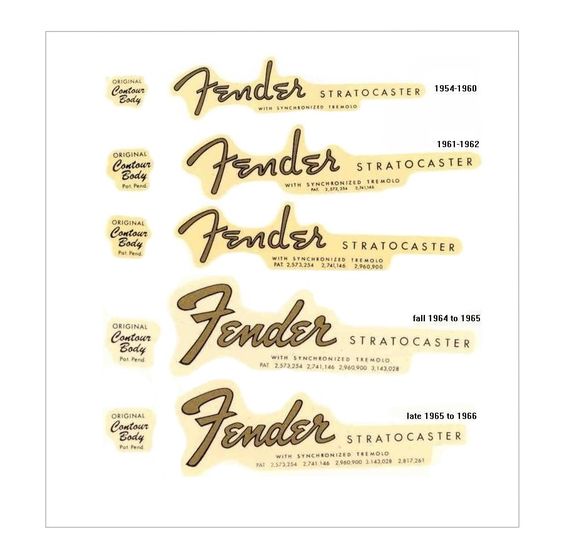 ORIGINAL
Contour
Body
Fender STRATOCASTER
WITH SYNCHRONIZED TREMOLO
1954-1960
1961-1962
ORIGINAL
Contour
Body
Pat. Pend.
Fender STRATOCASTER
WITH SYNCHRONIZED TREMOLO
PAT. 2,573,254 2,741,146
ORIGINAL
Contour
Body
Pat. Pend.
Fender STRATOCASTER
WITH SYNCHRONIZED TREMOLO
PAT. 2,573,254 2,741,146 2,960,900
fall 1964 to 1965
ORIGINAL
Contour
Body
Pat. Pend.
Fender STRATOCASTER
WITH SYNCHRONIZED TREMOLO
PAT. 2,573,254 2,741,146 2,960,900 3,143,028
late 1965 to 1966
ORIGINAL
Contour
Body
Pat. Pend.
Fender STRATOCASTER
WITH SYNCHRONIZED TREMOLO
PAT. 2,573,254 2,741,146 2,960,900 3,143,028 2,817,261